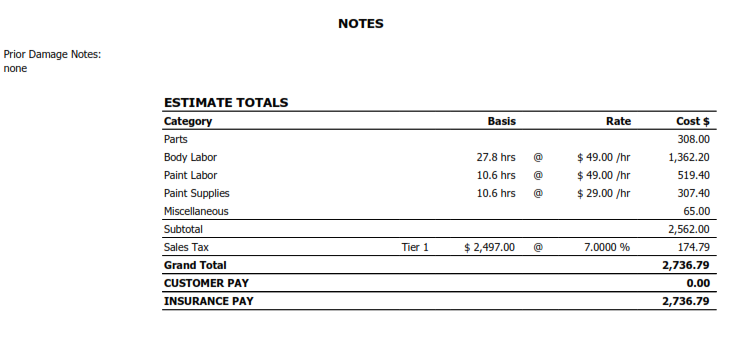 NOTES
Prior Damage Notes:
none
ESTIMATE TOTALS
Category Basis Rate Cost $
Parts 308.00
Body Labor 27.8 hrs @ $ 49.00 /hr 1,362.20
Paint Labor 10.6 hrs @ $ 49.00 /hr 519.40
Paint Supplies 10.6 hrs @ $ 29.00 /hr 307.40
Miscellaneous 65.00
Subtotal 2,562.00
Sales Tax Tier 1 $ 2,497.00 @ 7.0000 % 174.79
Grand Total 2,736.79
CUSTOMER PAY 0.00
INSURANCE PAY 2,736.79